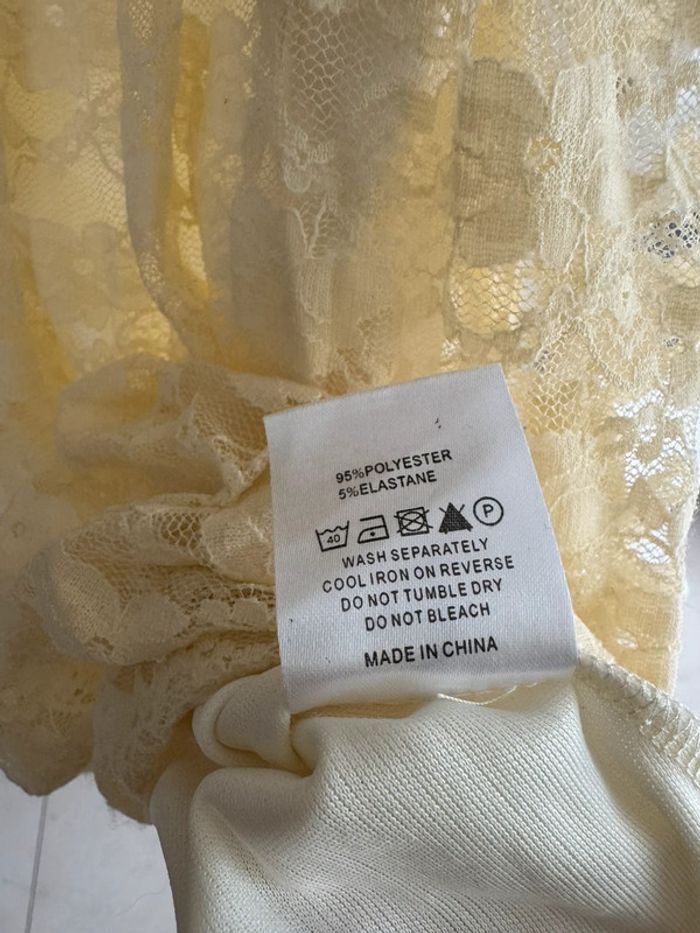 95%POLYESTER
5%ELASTANE
40 P
WASH SEPARATELY
COOL IRON ON REVERSE
DO NOT TUMBLE DRY
DO NOT BLEACH
MADE IN CHINA